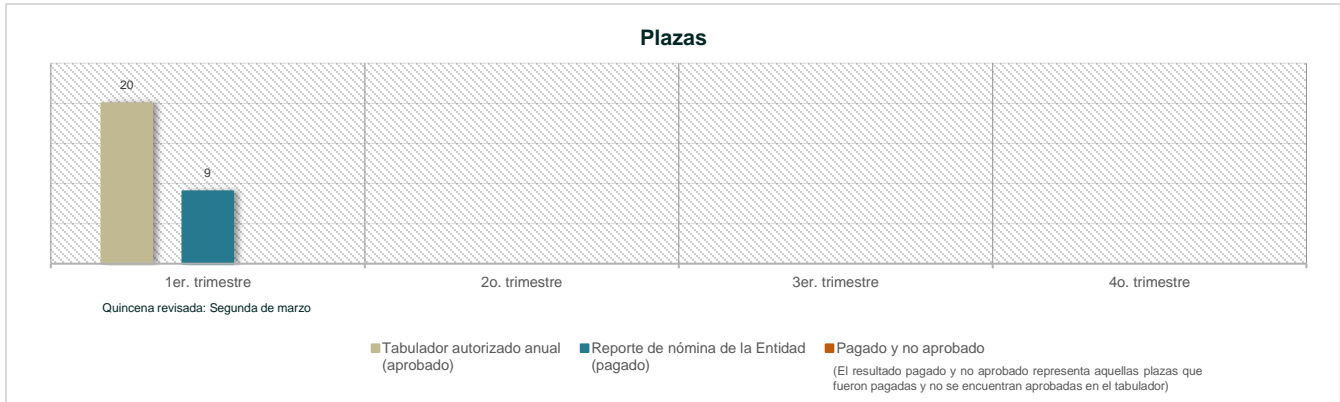 Plazas
20
9
1er. trimestre
2o. trimestre
3er. trimestre
4o. trimestre
Quincena revisada: Segunda de marzo
Tabulador autorizado anual
(aprobado)
Reporte de nómina de la Entidad
(pagado)
Pagado y no aprobado
(El resultado pagado y no aprobado representa aquellas plazas que
fueron pagadas y no se encuentran aprobadas en el tabulador)